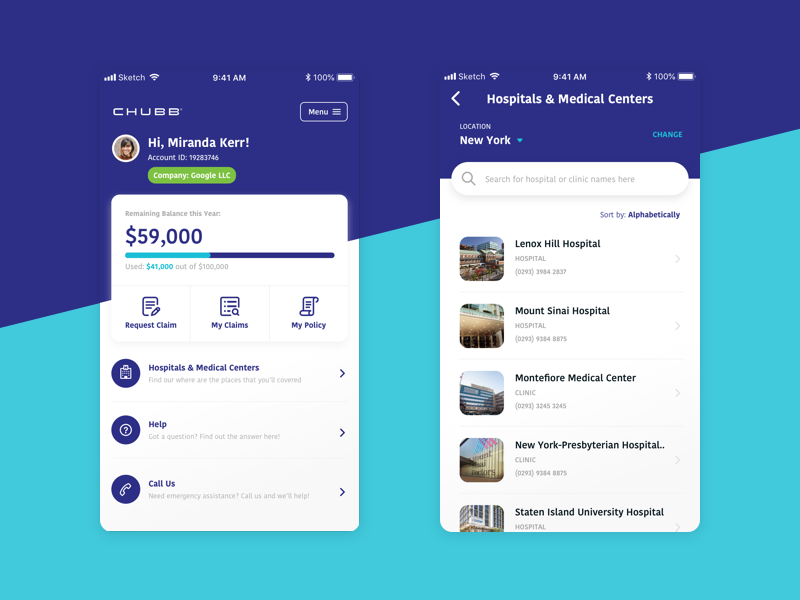 Sketch 9:41 AM 100%
CHUBB
Menu
Hi, Miranda Kerr!
Account ID: 19283746
Company: Google LLC
Remaining Balance this Year:
$59,000
Used: $41,000 out of $100,000
Request Claim
My Claims
My Policy
Hospitals & Medical Centers
Find our where are the places that you'll covered
Help
Got a question? Find out the answer here!
Call Us
Need emergency assistance? Call us and we'll help!
Sketch 9:41 AM 100%
Hospitals & Medical Centers
LOCATION
New York
CHANGE
Search for hospital or clinic names here
Sort by: Alphabetically
Lenox Hill Hospital
HOSPITAL
(0293) 3984 2837
Mount Sinai Hospital
HOSPITAL
(0293) 9384 8875
Montefiore Medical Center
CLINIC
(0293) 3245 3245
New York-Presbyterian Hospital..
CLINIC
(0293) 9384 8875
Staten Island University Hospital
HOSPITAL